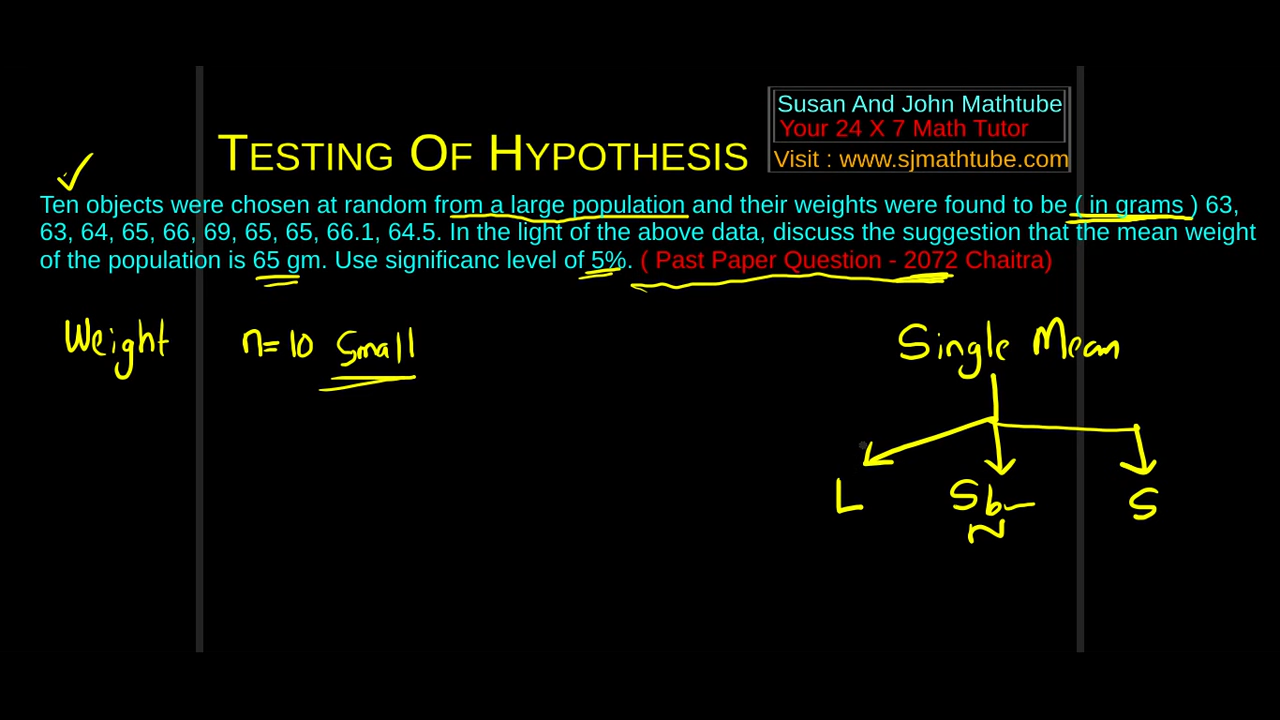 Susan And John Mathtube
Your 24 X 7 Math Tutor
TESTING OF HYPOTHESIS
Visit : www.sjmathtube.com
Ten objects were chosen at random from a large population and their weights were found to be ( in grams ) 63,
63, 64, 65, 66, 69, 65, 65, 66.1, 64.5. In the light of the above data, discuss the suggestion that the mean weight
of the population is 65 gm. Use significanc level of 5%. ( Past Paper Question - 2072 Chaitra)
Weight n=10 Small Single Mean
L S